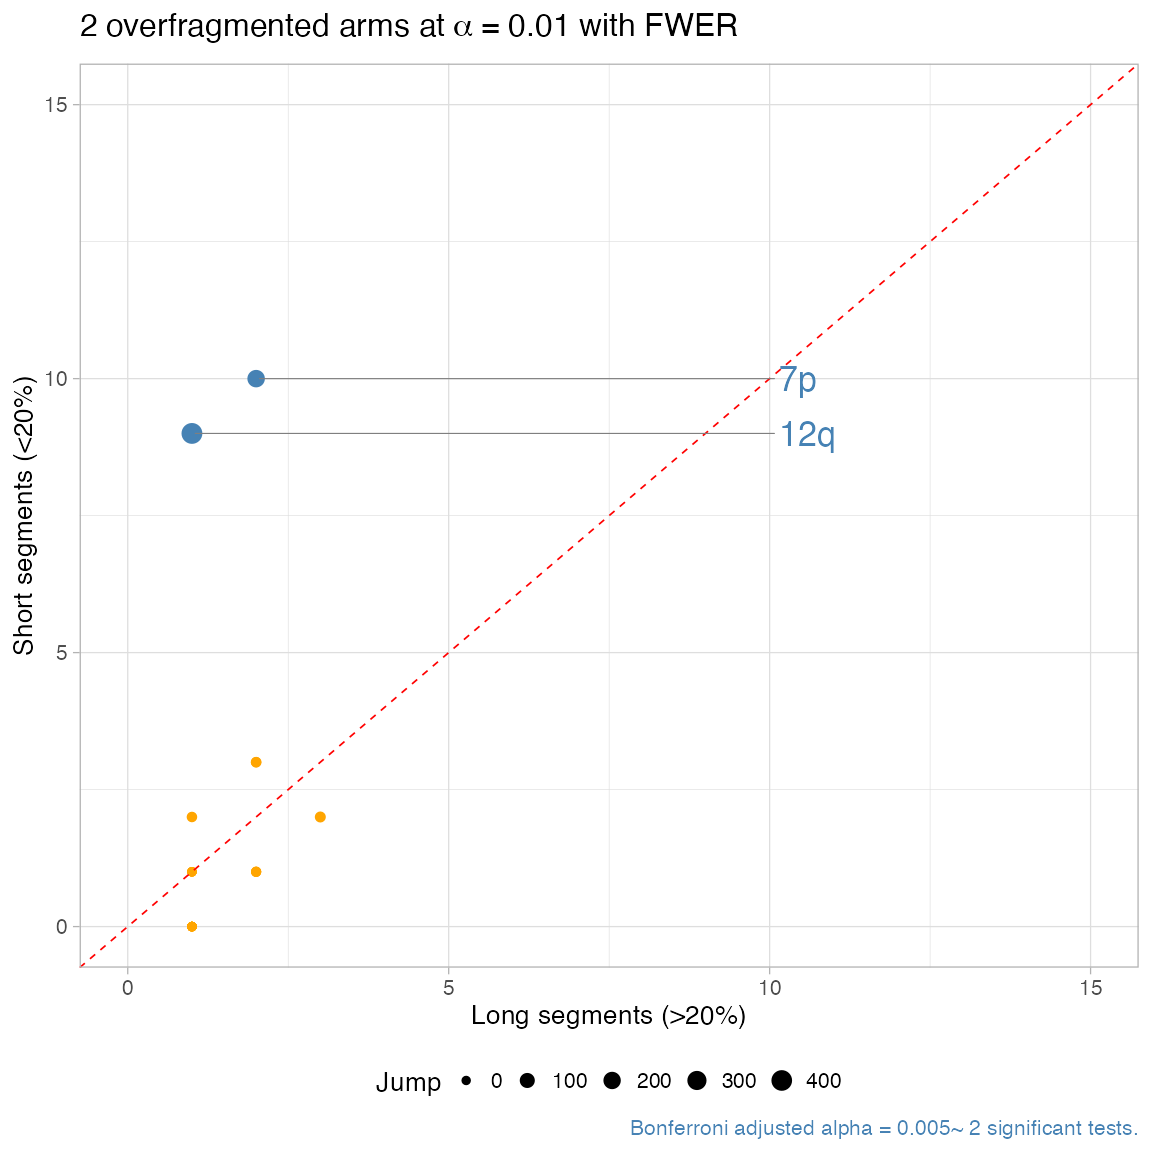 2 overfragmented arms at α = 0.01 with FWER
Short segments (<20%)
15
10
5
0
7p
12q
0 5 10 15
Long segments (>20%)
Jump 0 100 200 300 400
Bonferroni adjusted alpha = 0.005~ 2 significant tests.